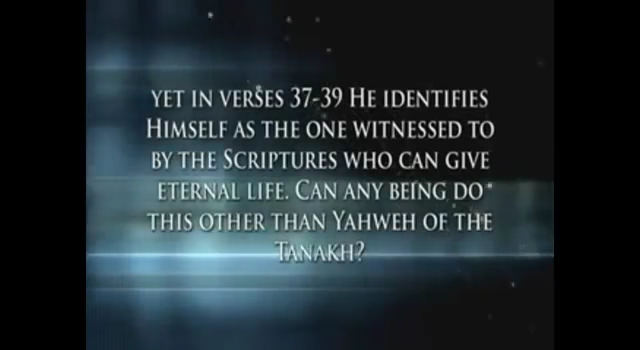 YET IN VERSES 37-39 HE IDENTIFIES
HIMSELF AS THE ONE WITNESSED TO
BY THE SCRIPTURES WHO CAN GIVE
ETERNAL LIFE. CAN ANY BEING DO
THIS OTHER THAN YAHWEH OF THE
TANAKH?